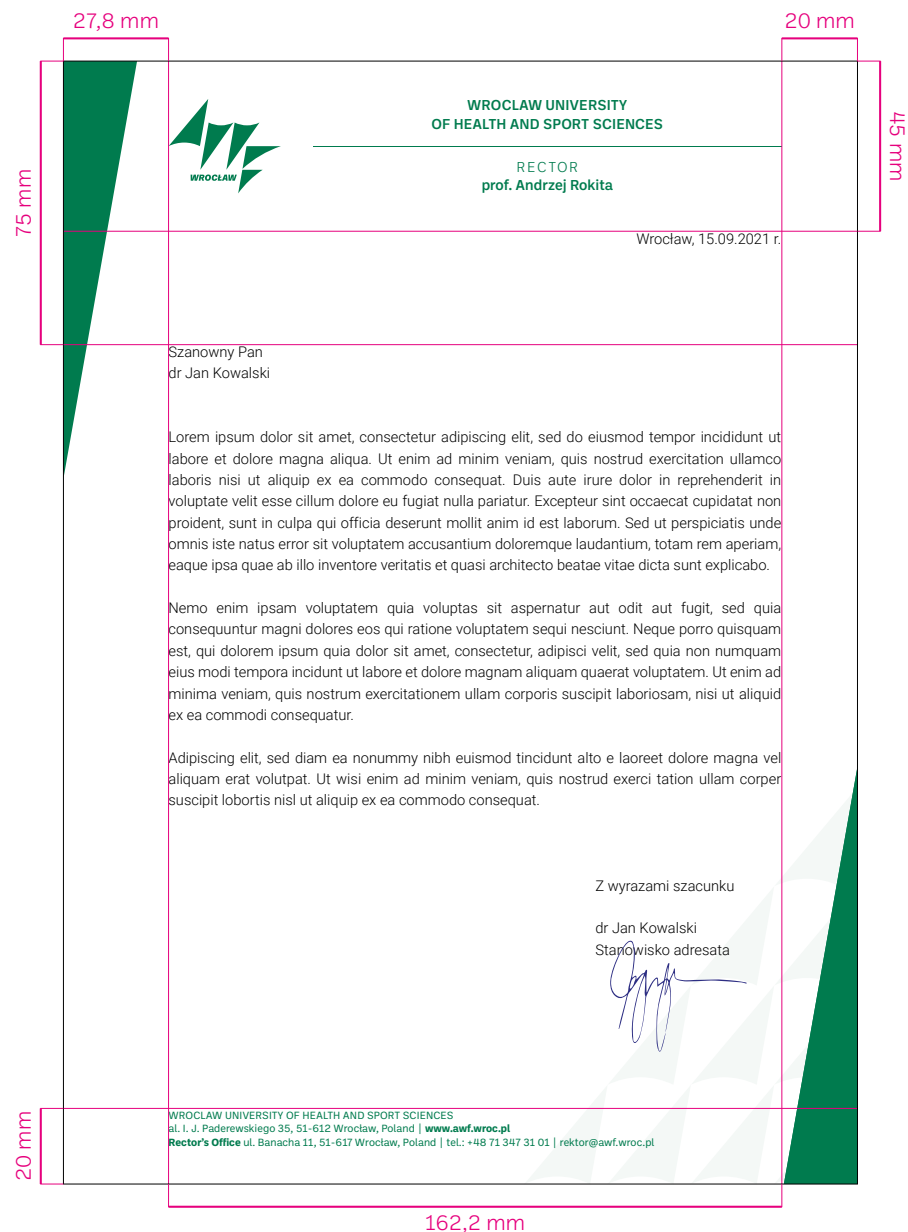 27,8 mm
20 mm
WROCLAW UNIVERSITY
OF HEALTH AND SPORT SCIENCES
45 mm
RECTOR
prof. Andrzej Rokita
WROCŁAW
75 mm
Wrocław, 15.09.2021 r.
Szanowny Pan
dr Jan Kowalski
Lorem ipsum dolor sit amet, consectetur adipiscing elit, sed do eiusmod tempor incididunt ut
labore et dolore magna aliqua. Ut enim ad minim veniam, quis nostrud exercitation ullamco
laboris nisi ut aliquip ex ea commodo consequat. Duis aute irure dolor in reprehenderit in
voluptate velit esse cillum dolore eu fugiat nulla pariatur. Excepteur sint occaecat cupidatat non
proident, sunt in culpa qui officia deserunt mollit anim id est laborum. Sed ut perspiciatis unde
omnis iste natus error sit voluptatem accusantium doloremque laudantium, totam rem aperiam,
eaque ipsa quae ab illo inventore veritatis et quasi architecto beatae vitae dicta sunt explicabo.
Nemo enim ipsam voluptatem quia voluptas sit aspernatur aut odit aut fugit, sed quia
consequuntur magni dolores eos qui ratione voluptatem sequi nesciunt. Neque porro quisquam
est, qui dolorem ipsum quia dolor sit amet, consectetur, adipisci velit, sed quia non numquam
eius modi tempora incidunt ut labore et dolore magnam aliquam quaerat voluptatem. Ut enim ad
minima veniam, quis nostrum exercitationem ullam corporis suscipit laboriosam, nisi ut aliquid
ex ea commodi consequatur.
Adipiscing elit, sed diam ea nonummy nibh euismod tincidunt alto e laoreet dolore magna vel
aliquam erat volutpat. Ut wisi enim ad minim veniam, quis nostrud exerci tation ullam corper
suscipit lobortis nisl ut aliquip ex ea commodo consequat.
Z wyrazami szacunku
dr Jan Kowalski
Stanowisko adresata
20 mm
WROCLAW UNIVERSITY OF HEALTH AND SPORT SCIENCES
al. I. J. Paderewskiego 35, 51-612 Wrocław, Poland | www.awf.wroc.pl
Rector's Office ul. Banacha 11, 51-617 Wrocław, Poland | tel.: +48 71 347 31 01 | rektor@awf.wroc.pl
162,2 mm